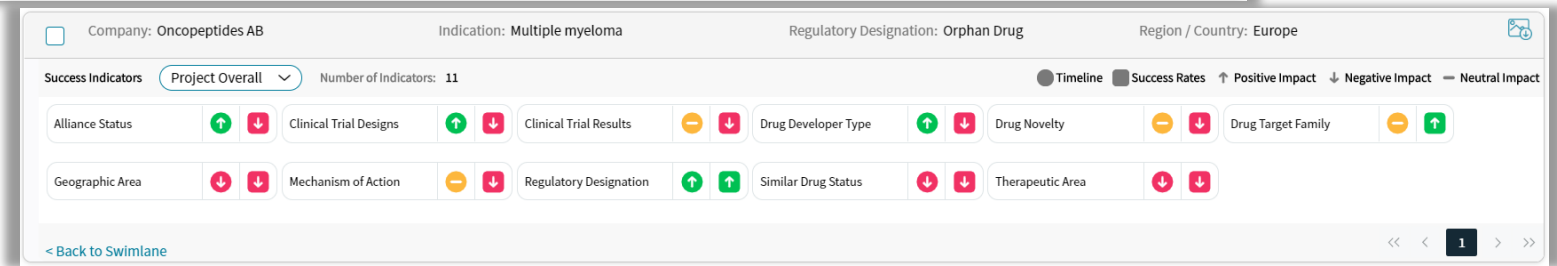 Company: Oncopeptides AB Indication: Multiple myeloma Regulatory Designation: Orphan Drug Region / Country: Europe
Success Indicators Project Overall Number of Indicators: 11 Timeline Success Rates ↑ Positive Impact ↓ Negative Impact — Neutral Impact
Alliance Status Clinical Trial Designs Clinical Trial Results Drug Developer Type Drug Novelty Drug Target Family
Geographic Area Mechanism of Action Regulatory Designation Similar Drug Status Therapeutic Area
< Back to Swimlane << < 1 > >>